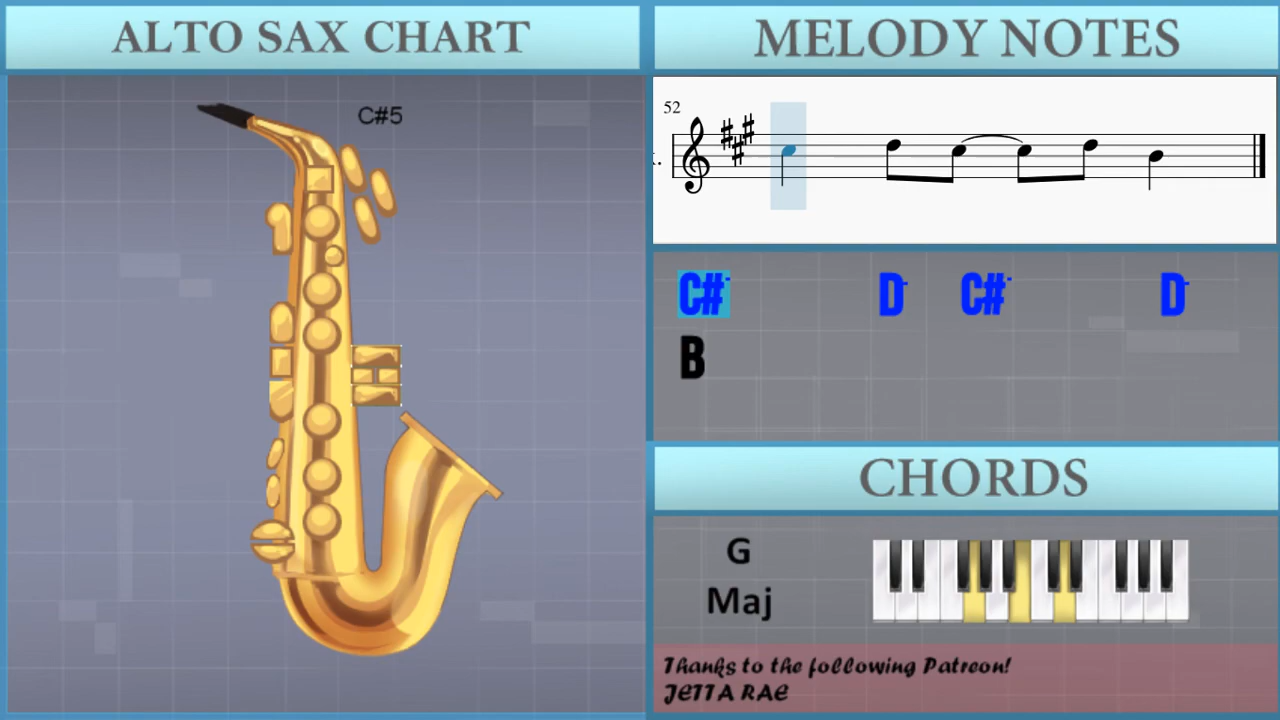 ALTO SAX CHART
C#5
MELODY NOTES
52
C# D C# D
B
CHORDS
G
Maj
Thanks to the following Patreon!
JETTA RAE